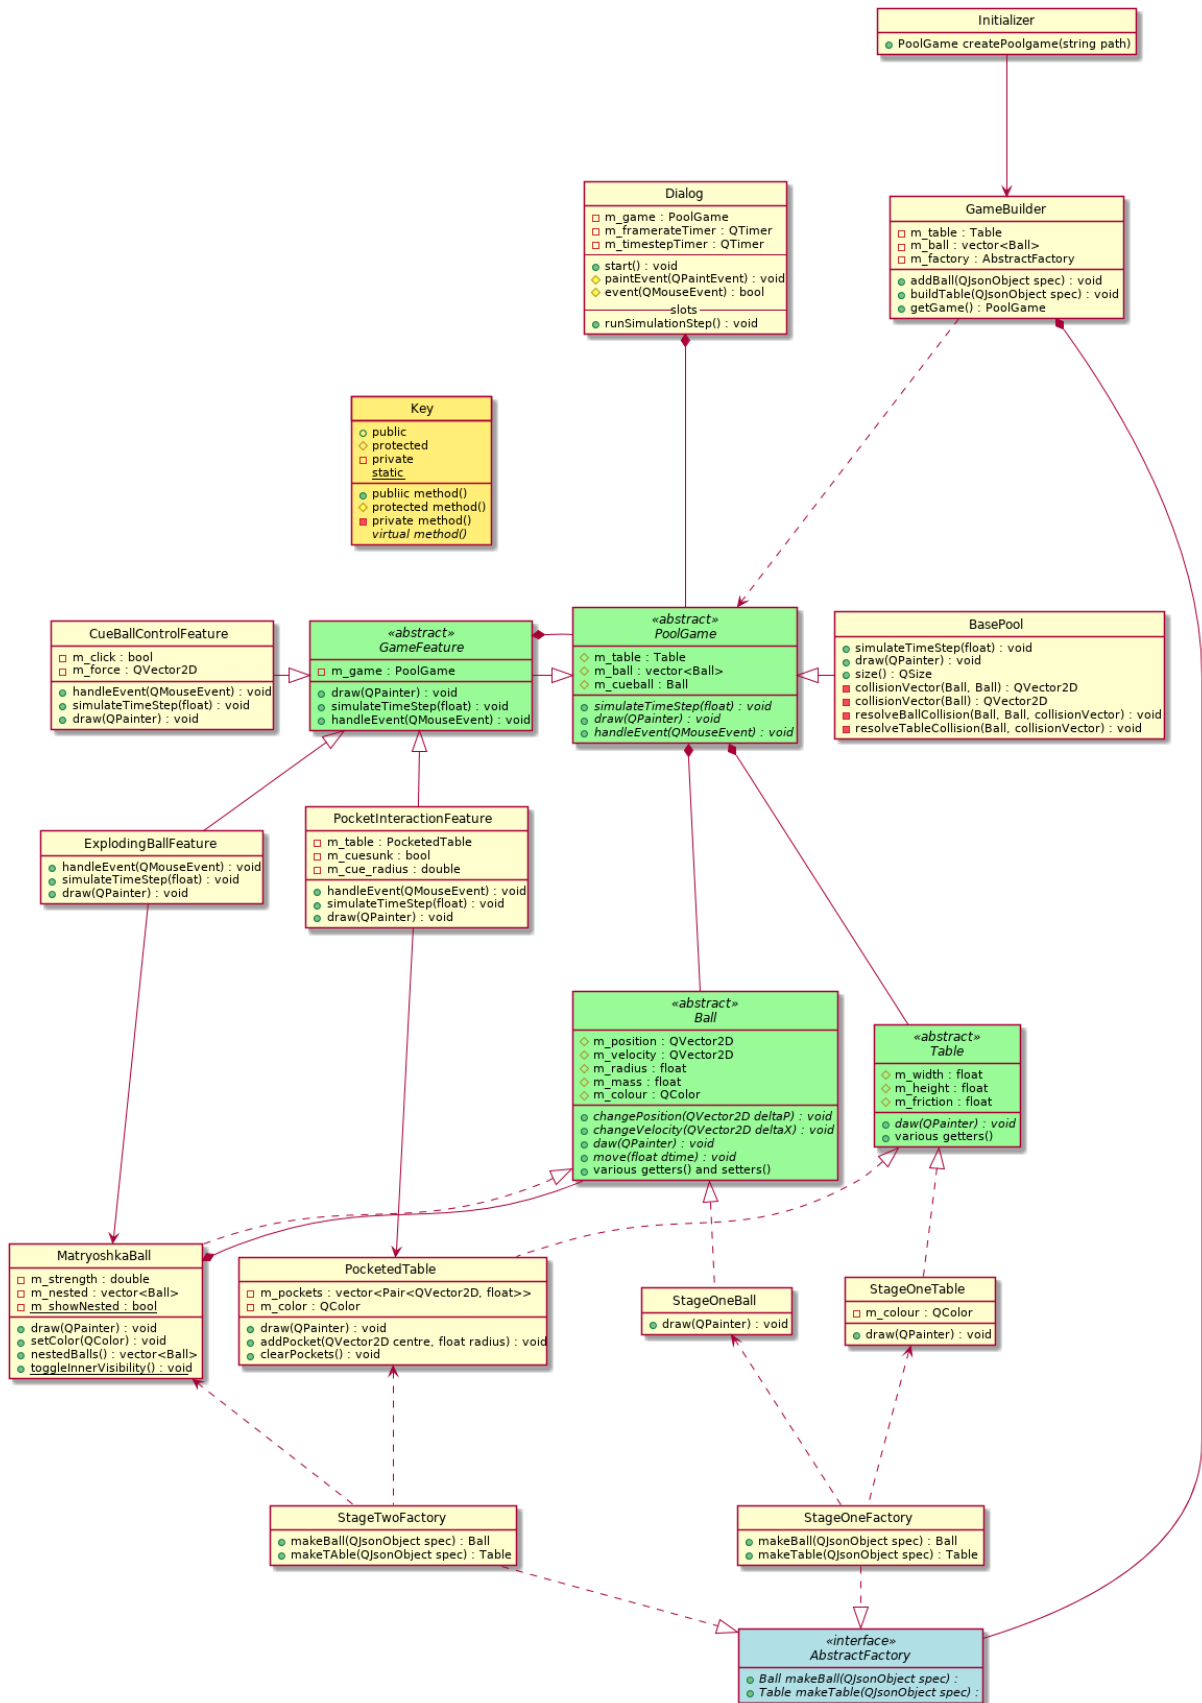 Initializer
PoolGame createPoolgame(string path)
Dialog
m_game : PoolGame
m_framerateTimer : QTimer
m_timestepTimer : QTimer
start() : void
paintEvent(QPaintEvent) : void
event(QMouseEvent) : bool
slots
runSimulationStep() : void
GameBuilder
m_table : Table
m_ball : vector<Ball>
m_factory : AbstractFactory
addBall(QJsonObject spec) : void
buildTable(QJsonObject spec) : void
getGame() : PoolGame
Key
public
protected
private
static
publiic method()
protected method()
private method()
virtual method()
CueBallControlFeature
m_click : bool
m_force : QVector2D
handleEvent(QMouseEvent) : void
simulateTimeStep(float) : void
draw(QPainter) : void
«abstract»
GameFeature
m_game : PoolGame
draw(QPainter) : void
simulateTimeStep(float) : void
handleEvent(QMouseEvent) : void
«abstract»
PoolGame
m_table : Table
m_ball : vector<Ball>
m_cueball : Ball
simulateTimeStep(float) : void
draw(QPainter) : void
handleEvent(QMouseEvent) : void
BasePool
simulateTimeStep(float) : void
draw(QPainter) : void
size() : QSize
collisionVector(Ball, Ball) : QVector2D
collisionVector(Ball) : QVector2D
resolveBallCollision(Ball, Ball, collisionVector) : void
resolveTableCollision(Ball, collisionVector) : void
ExplodingBallFeature
handleEvent(QMouseEvent) : void
simulateTimeStep(float) : void
draw(QPainter) : void
PocketInteractionFeature
m_table : PocketedTable
m_cuesunk : bool
m_cue_radius : double
handleEvent(QMouseEvent) : void
simulateTimeStep(float) : void
draw(QPainter) : void
«abstract»
Ball
m_position : QVector2D
m_velocity : QVector2D
m_radius : float
m_mass : float
m_colour : QColor
changePosition(QVector2D deltaP) : void
changeVelocity(QVector2D deltaX) : void
daw(QPainter) : void
move(float dtime) : void
various getters() and setters()
«abstract»
Table
m_width : float
m_height : float
m_friction : float
daw(QPainter) : void
various getters()
MatryoshkaBall
m_strength : double
m_nested : vector<Ball>
m_showNested : bool
draw(QPainter) : void
setColor(QColor) : void
nestedBalls() : vector<Ball>
toggleInnerVisibility() : void
PocketedTable
m_pockets : vector<Pair<QVector2D, float>>
m_color : QColor
draw(QPainter) : void
addPocket(QVector2D centre, float radius) : void
clearPockets() : void
StageOneBall
draw(QPainter) : void
StageOneTable
m_colour : QColor
draw(QPainter) : void
StageTwoFactory
makeBall(QJsonObject spec) : Ball
makeTAble(QJsonObject spec) : Table
StageOneFactory
makeBall(QJsonObject spec) : Ball
makeTable(QJsonObject spec) : Table
«interface»
AbstractFactory
Ball makeBall(QJsonObject spec) :
Table makeTable(QJsonObject spec) :